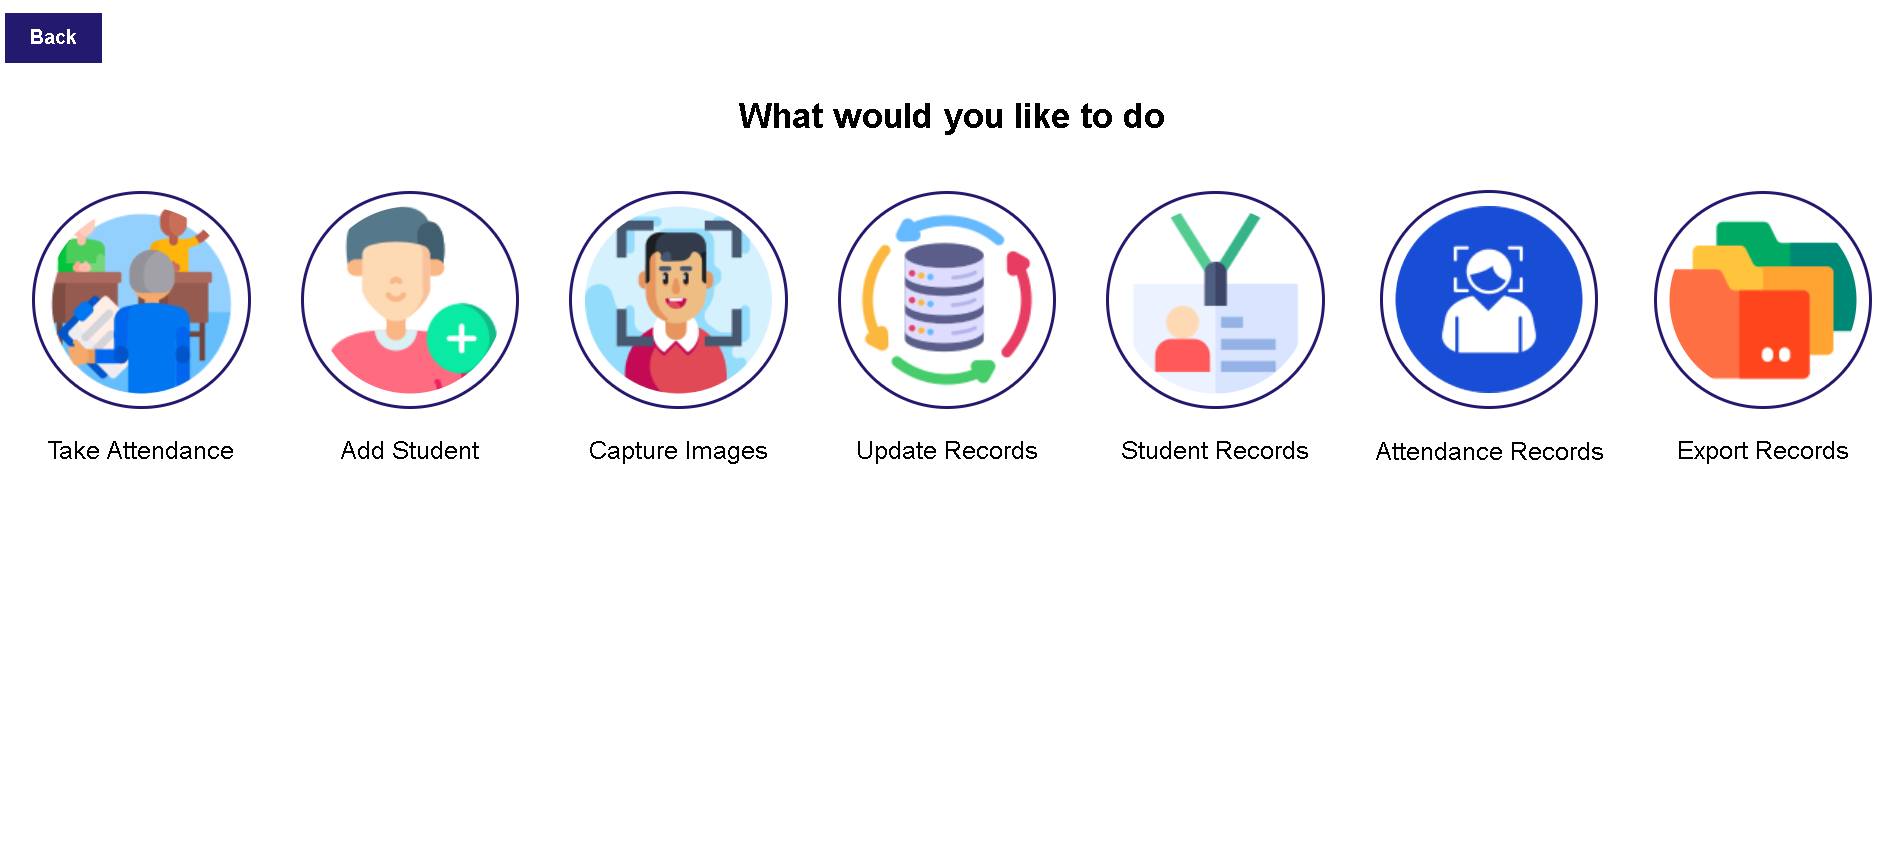 Back
What would you like to do
Take Attendance
Add Student
Capture Images
Update Records
Student Records
Attendance Records
Export Records